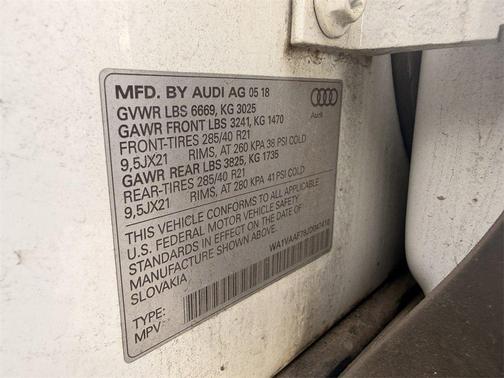 MFD. BY AUDI AG 05 18
GVWR LBS 6669, KG 3025
GAWR FRONT LBS 3241, KG 1470
FRONT-TIRES 285/40 R21
9,5JX21 RIMS, AT 260 KPA 38 PSI COLD
GAWR REAR LBS 3825, KG 1735
REAR-TIRES 285/40 R21
9,5JX21 RIMS, AT 280 KPA 41 PSI COLD
Audi
THIS VEHICLE CONFORMS TO ALL APPLICABLE
U.S. FEDERAL MOTOR VEHICLE SAFETY
STANDARDS IN EFFECT ON THE DATE OF
MANUFACTURE SHOWN ABOVE.
SLOVAKIA
TYPE:
MPV